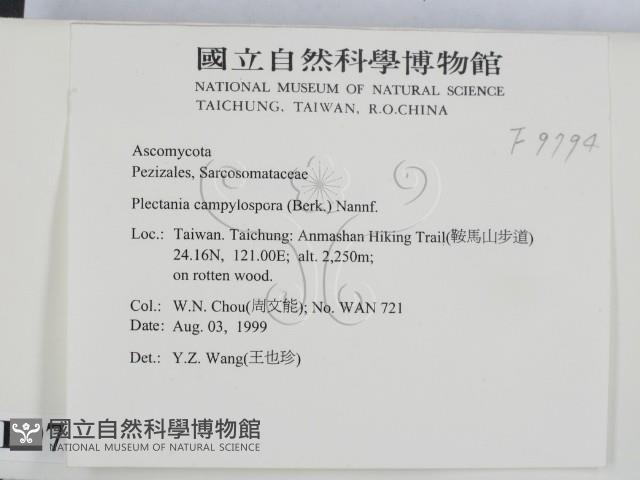 國立自然科學博物館
NATIONAL MUSEUM OF NATURAL SCIENCE
TAICHUNG, TAIWAN, R.O.CHINA
F 9794
Ascomycota
Pezizales, Sarcosomataceae
Plectania campylospora (Berk.) Nannf.
Loc.: Taiwan. Taichung: Anmashan Hiking Trail(鞍馬山步道)
24.16N, 121.00E; alt. 2,250m;
on rotten wood.
Col.: W.N. Chou(周文能); No. WAN 721
Date: Aug. 03, 1999
Det.: Y.Z. Wang(王也珍)
國立自然科學博物館
NATIONAL MUSEUM OF NATURAL SCIENCE